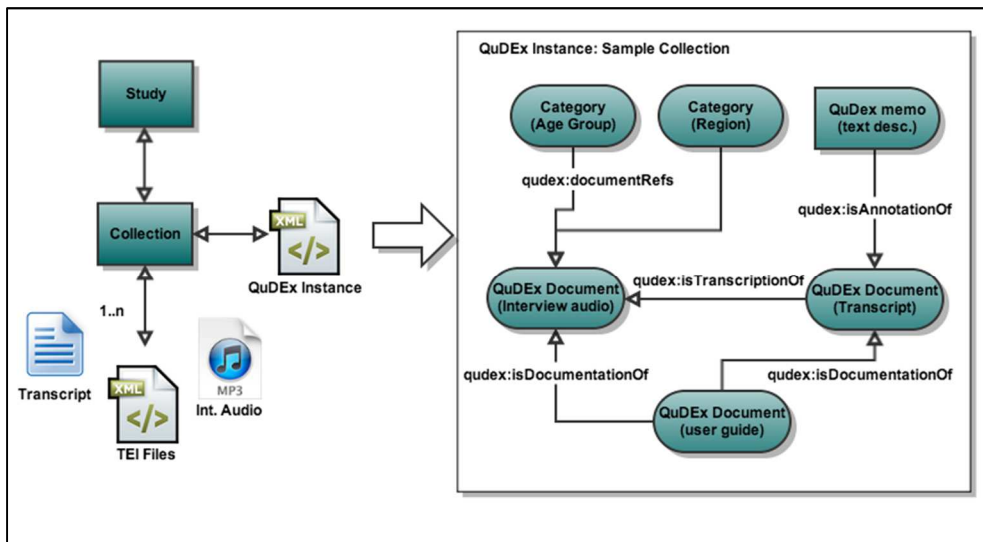 Study
Collection
XML
</>
QuDEx Instance
1..n
Transcript
XML
</>
TEI Files
MP3
Int. Audio
QuDEx Instance: Sample Collection
Category
(Age Group)
Category
(Region)
QuDex memo
(text desc.)
qudex:documentRefs
qudex:isAnnotationOf
QuDEx Document
(Interview audio)
qudex:isTranscriptionOf
QuDEx Document
(Transcript)
qudex:isDocumentationOf
qudex:isDocumentationOf
QuDEx Document
(user guide)